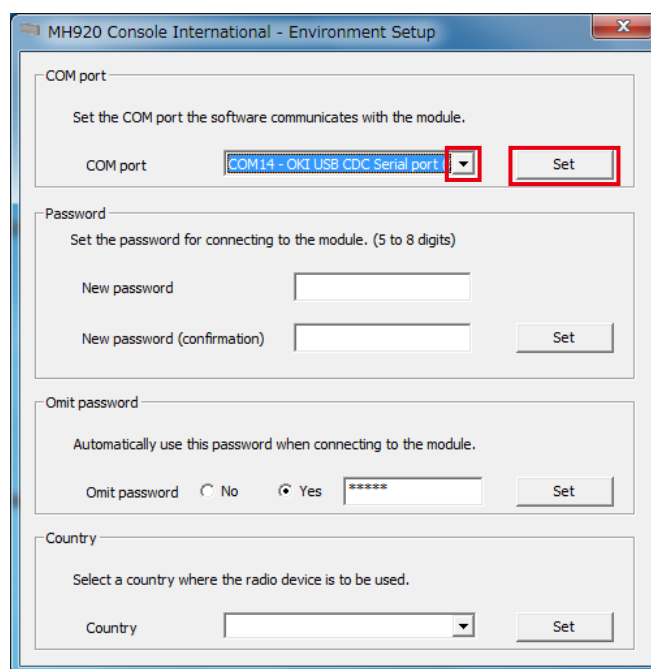 MH920 Console International - Environment Setup
COM port
Set the COM port the software communicates with the module.
COM port COM14 - OKI USB CDC Serial port ( Set
Password
Set the password for connecting to the module. (5 to 8 digits)
New password
New password (confirmation) Set
Omit password
Automatically use this password when connecting to the module.
Omit password No Yes ***** Set
Country
Select a country where the radio device is to be used.
Country Set